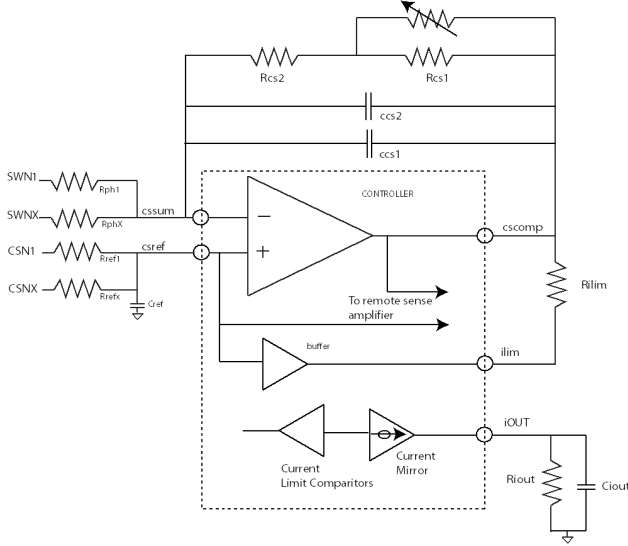 Rcs2
Rcs1
ccs2
ccs1
SWN1
Rph1
SWNX
RphX
cssum
CSN1
Rref1
csref
CSNX
Rrefx
Cref
CONTROLLER
−
+
cscomp
To remote sense
amplifier
Rilim
buffer
ilim
iOUT
Current
Limit Comparitors
Current
Mirror
Riout
Ciout